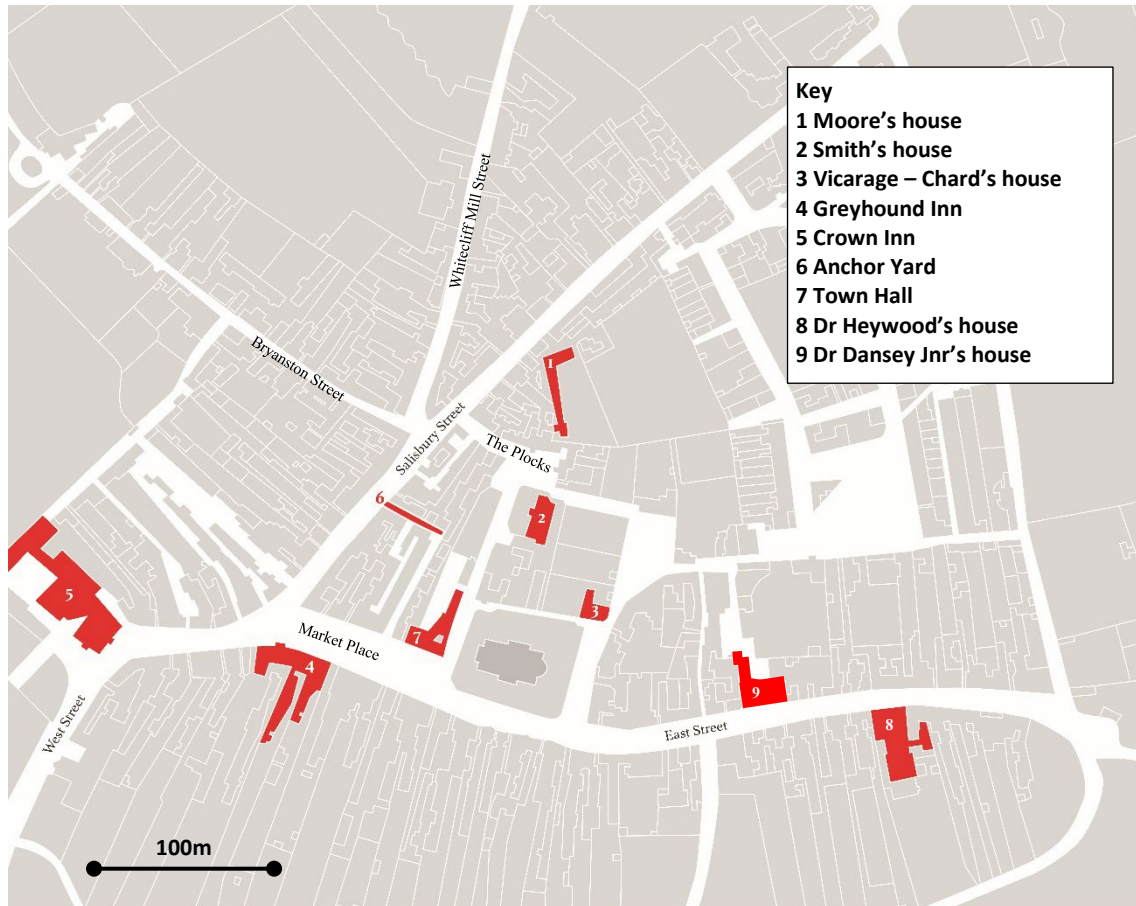 Key
1 Moore’s house
2 Smith’s house
3 Vicarage – Chard’s house
4 Greyhound Inn
5 Crown Inn
6 Anchor Yard
7 Town Hall
8 Dr Heywood’s house
9 Dr Dansey Jnr’s house
Whitecliff Mill Street
Bryanston Street
1
Salisbury Street
The Plocks
6
2
5
3
7
Market Place
4
9
West Street
East Street
8
100m